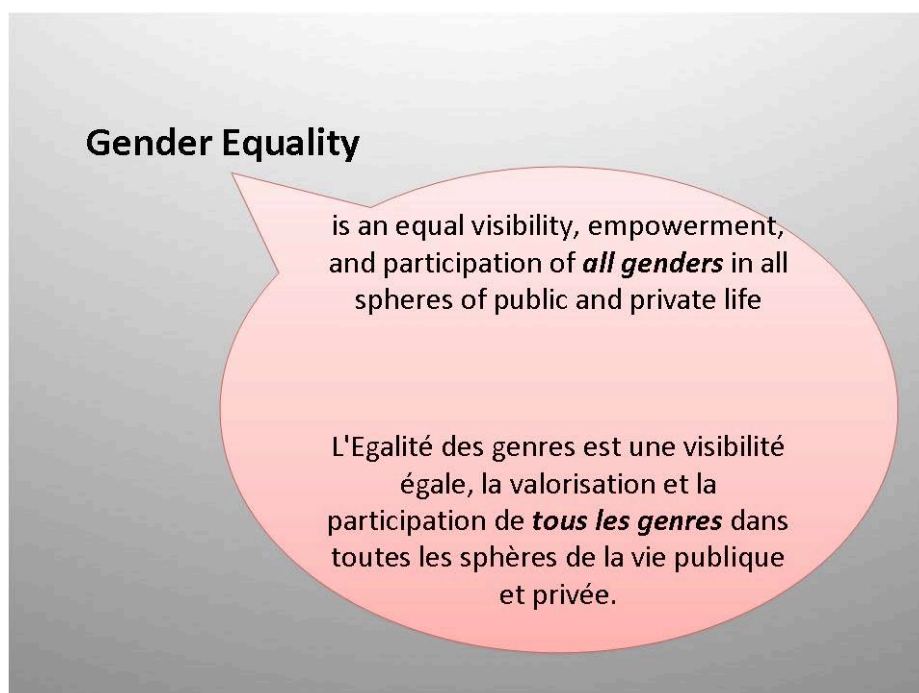 Gender Equality
is an equal visibility, empowerment,
and participation of all genders in all
spheres of public and private life
L'Egalité des genres est une visibilité
égale, la valorisation et la
participation de tous les genres dans
toutes les sphères de la vie publique
et privée.